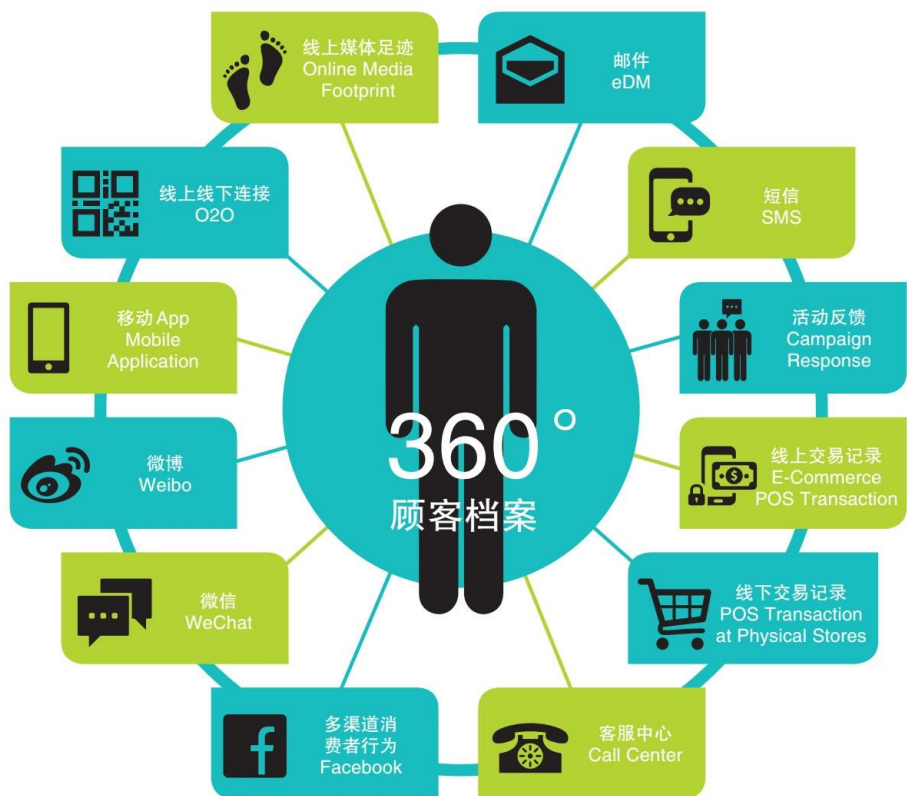 线上媒体足迹
Online Media
Footprint
邮件
eDM
线上线下连接
O2O
短信
SMS
移动App
Mobile
Application
活动反馈
Campaign
Response
360°
顾客档案
微博
Weibo
线上交易记录
E-Commerce
POS Transaction
微信
WeChat
线下交易记录
POS Transaction
at Physical Stores
多渠道消
费者行为
Facebook
客服中心
Call Center